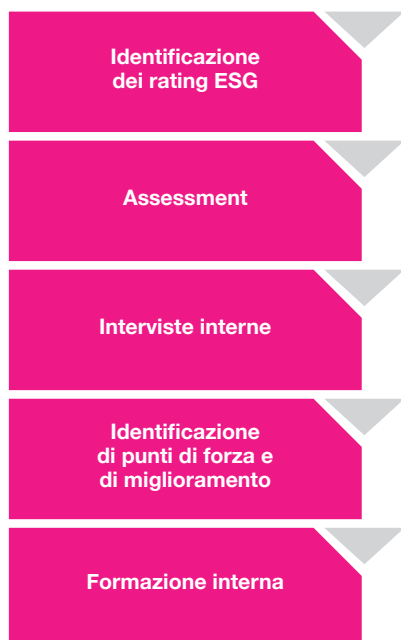 Identificazione
dei rating ESG
Assessment
Interviste interne
Identificazione
di punti di forza e
di miglioramento
Formazione interna